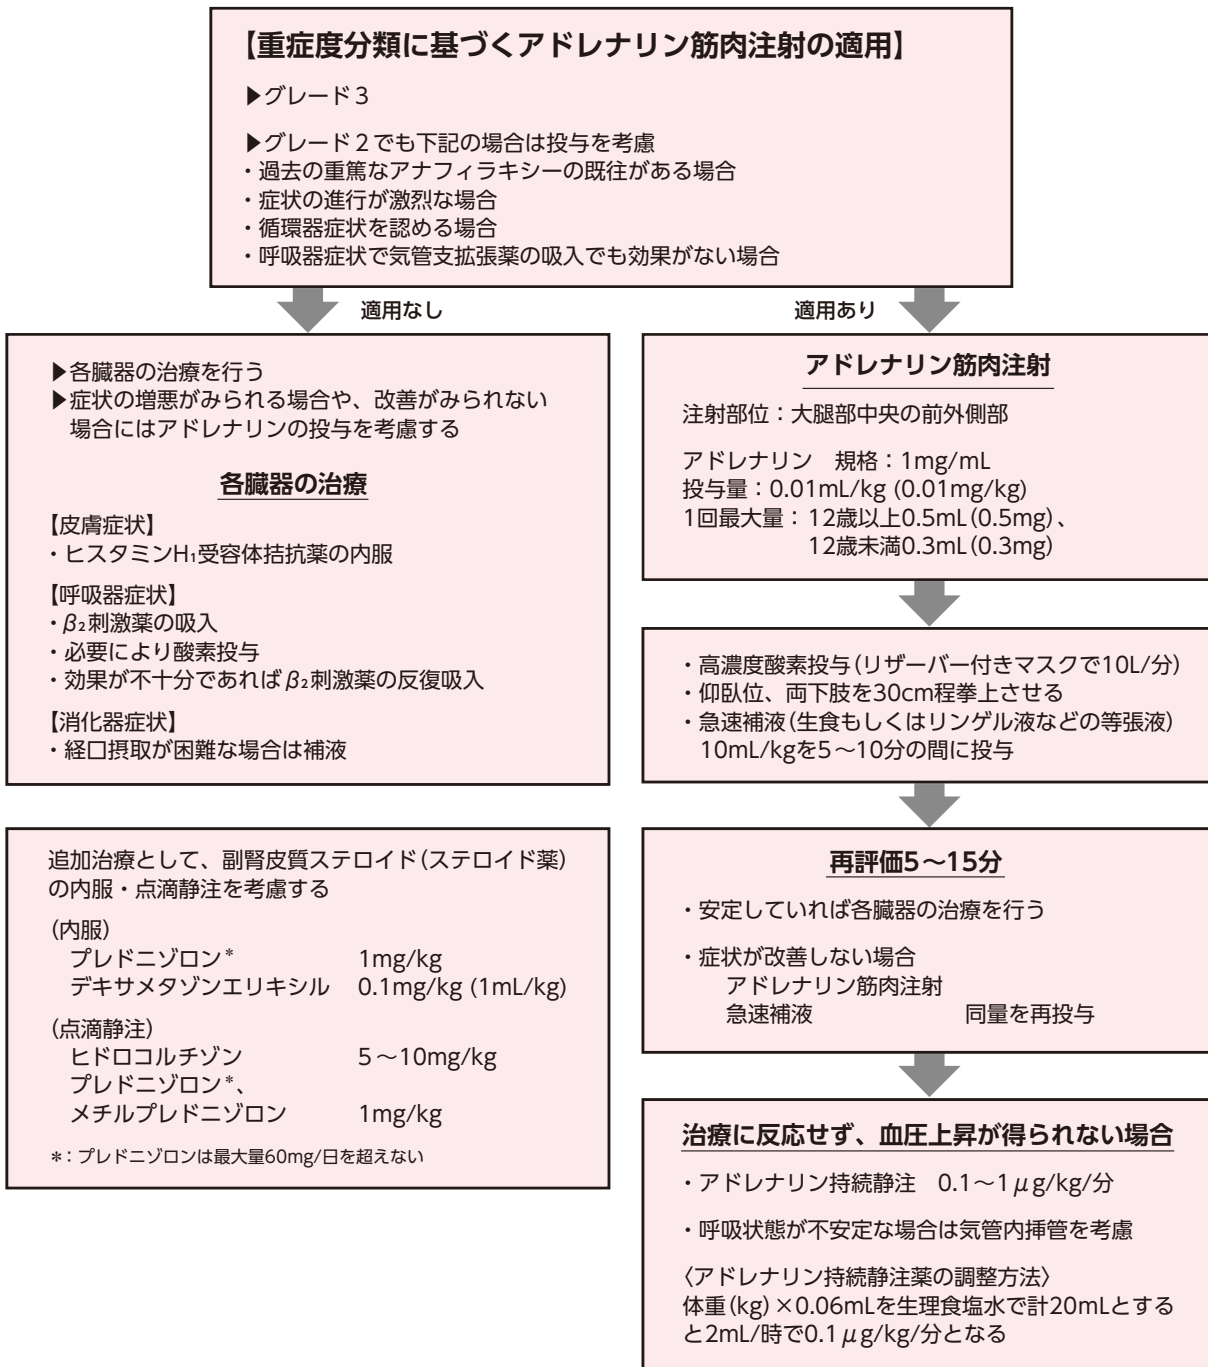 【重症度分類に基づくアドレナリン筋肉注射の適用】
▶グレード3
▶グレード2でも下記の場合は投与を考慮
・過去の重篤なアナフィラキシーの既往がある場合
・症状の進行が激烈な場合
・循環器症状を認める場合
・呼吸器症状で気管支拡張薬の吸入でも効果がない場合
適用なし
適用あり
▶各臓器の治療を行う
▶症状の増悪がみられる場合や、改善がみられない
場合にはアドレナリンの投与を考慮する
各臓器の治療
【皮膚症状】
・ヒスタミンH₁受容体拮抗薬の内服
【呼吸器症状】
・β₂刺激薬の吸入
・必要により酸素投与
・効果が不十分であればβ₂刺激薬の反復吸入
【消化器症状】
・経口摂取が困難な場合は補液
追加治療として、副腎皮質ステロイド(ステロイド薬)
の内服・点滴静注を考慮する
(内服)
プレドニゾロン* 1mg/kg
デキサメタゾンエリキシル 0.1mg/kg (1mL/kg)
(点滴静注)
ヒドロコルチゾン 5～10mg/kg
プレドニゾロン*、
メチルプレドニゾロン 1mg/kg
*：プレドニゾロンは最大量60mg/日を超えない
アドレナリン筋肉注射
注射部位：大腿部中央の前外側部
アドレナリン 規格：1mg/mL
投与量：0.01mL/kg (0.01mg/kg)
1回最大量： 12歳以上0.5mL(0.5mg)、
12歳未満0.3mL(0.3mg)
・高濃度酸素投与(リザーバー付きマスクで10L/分)
・仰臥位、両下肢を30cm程挙上させる
・急速補液(生食もしくはリンゲル液などの等張液)
10mL/kgを5～10分の間に投与
再評価5～15分
・安定していれば各臓器の治療を行う
・症状が改善しない場合
アドレナリン筋肉注射
急速補液 同量を再投与
治療に反応せず、血圧上昇が得られない場合
・アドレナリン持続静注 0.1～1μg/kg/分
・呼吸状態が不安定な場合は気管内挿管を考慮
〈アドレナリン持続静注薬の調整方法〉
体重(kg)×0.06mLを生理食塩水で計20mLとする
と2mL/時で0.1μg/kg/分となる